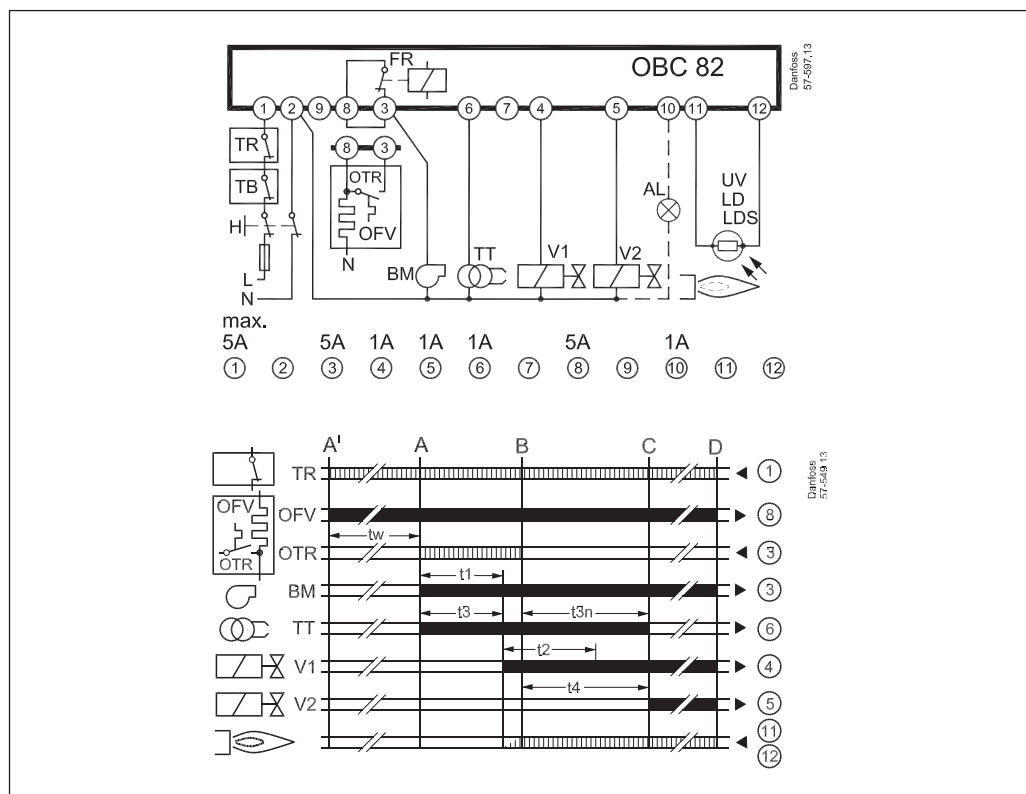 FR
OBC 82
Danfoss
57-597.13
1 2 9 8 3 6 7 4 5 10 11 12
TR
8 3
OTR
TB
UV
LD
LDS
AL
H
OFV
TT
V1
V2
BM
N
L
N
max.
5A 5A 1A 1A 1A 5A 1A
1 2 3 4 5 6 7 8 9 10 11 12
A' A B C D
Danfoss
57-549.13
TR 1
OFV
OFV 8
tw
OTR 3
OTR
t1
BM 3
t3 t3n
TT 6
t2
V1 4
t4
V2 5
11
12